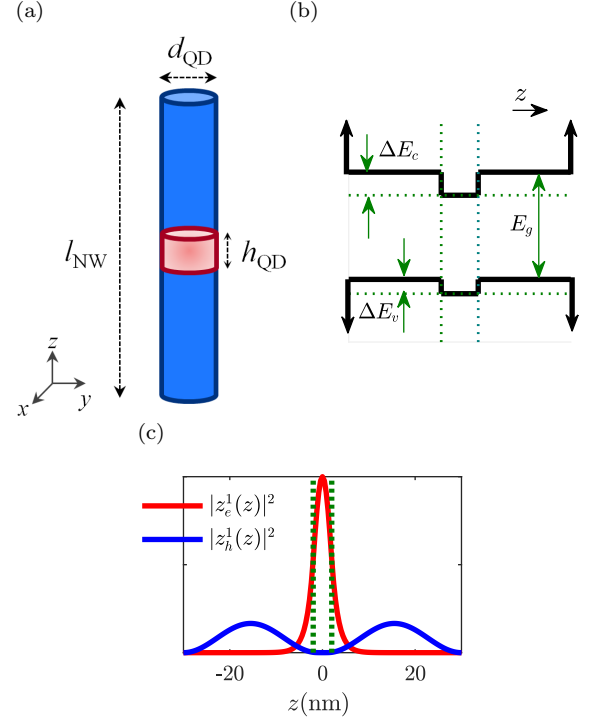 (a)
d_QD
l_NW
h_QD
z
x
y
(b)
z
ΔE_c
E_g
ΔE_v
(c)
|z_e^1(z)|^2
|z_h^1(z)|^2
-20 0 20
z(nm)